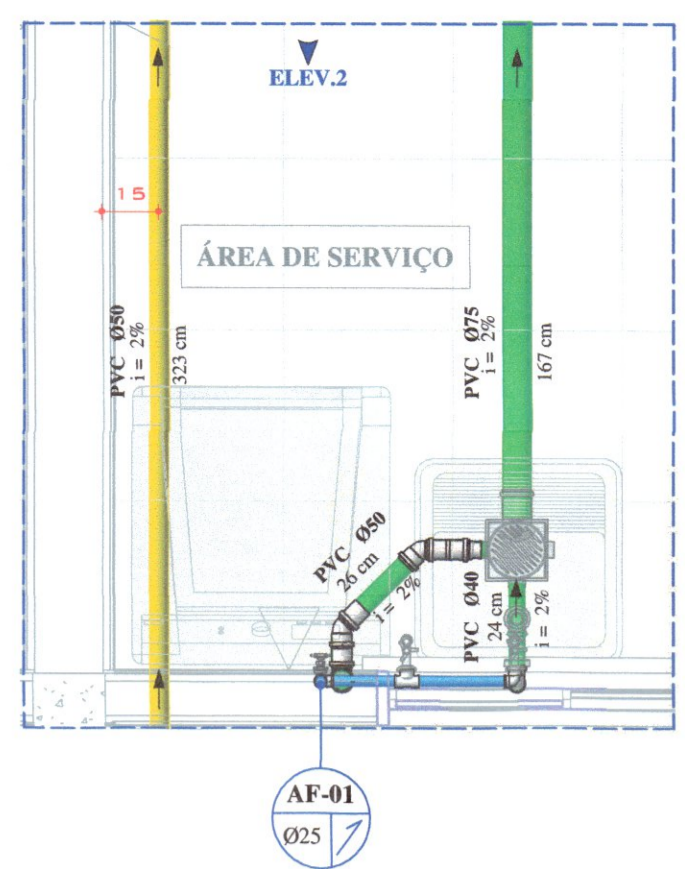 ELEV.2
15
ÁREA DE SERVIÇO
PVC Ø50
i = 2%
323 cm
PVC Ø75
i = 2%
167 cm
PVC Ø50
26 cm
i = 2%
PVC Ø40
24 cm
i = 2%
AF-01
Ø25